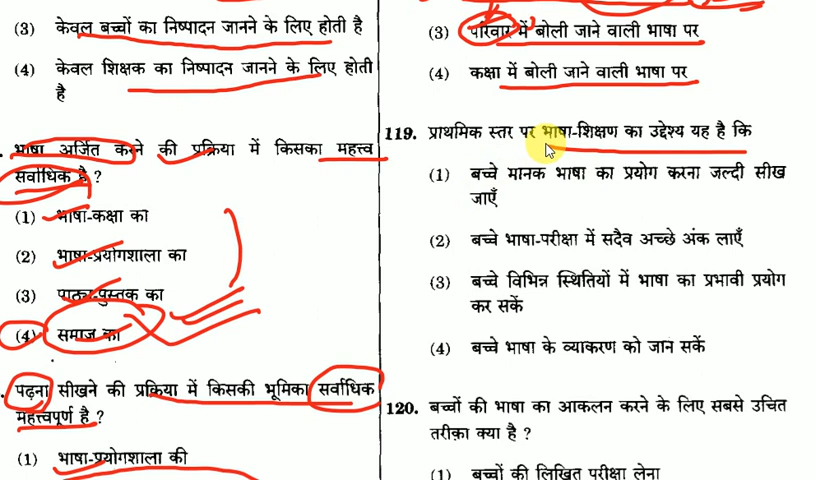 (3) केवल बच्चों का निष्पादन जानने के लिए होती है
(4) केवल शिक्षक का निष्पादन जानने के लिए होती
है
भाषा अर्जित करने की प्रक्रिया में किसका महत्त्व
सर्वाधिक है ?
(1) भाषा-कक्षा का
(2) भाषा-प्रयोगशाला का
(3) पाठ्य-पुस्तक का
(4) समाज का
पढ़ना सीखने की प्रक्रिया में किसकी भूमिका सर्वाधिक
महत्त्वपूर्ण है ?
(1) भाषा-प्रयोगशाला की
(3) परिवार में बोली जाने वाली भाषा पर
(4) कक्षा में बोली जाने वाली भाषा पर
119. प्राथमिक स्तर पर भाषा-शिक्षण का उद्देश्य यह है कि
(1) बच्चे मानक भाषा का प्रयोग करना जल्दी सीख
जाएँ
(2) बच्चे भाषा-परीक्षा में सदैव अच्छे अंक लाएँ
(3) बच्चे विभिन्न स्थितियों में भाषा का प्रभावी प्रयोग
कर सकें
(4) बच्चे भाषा के व्याकरण को जान सकें
120. बच्चों की भाषा का आकलन करने के लिए सबसे उचित
तरीक़ा क्या है ?
(1) बच्चों की लिखित परीक्षा लेना